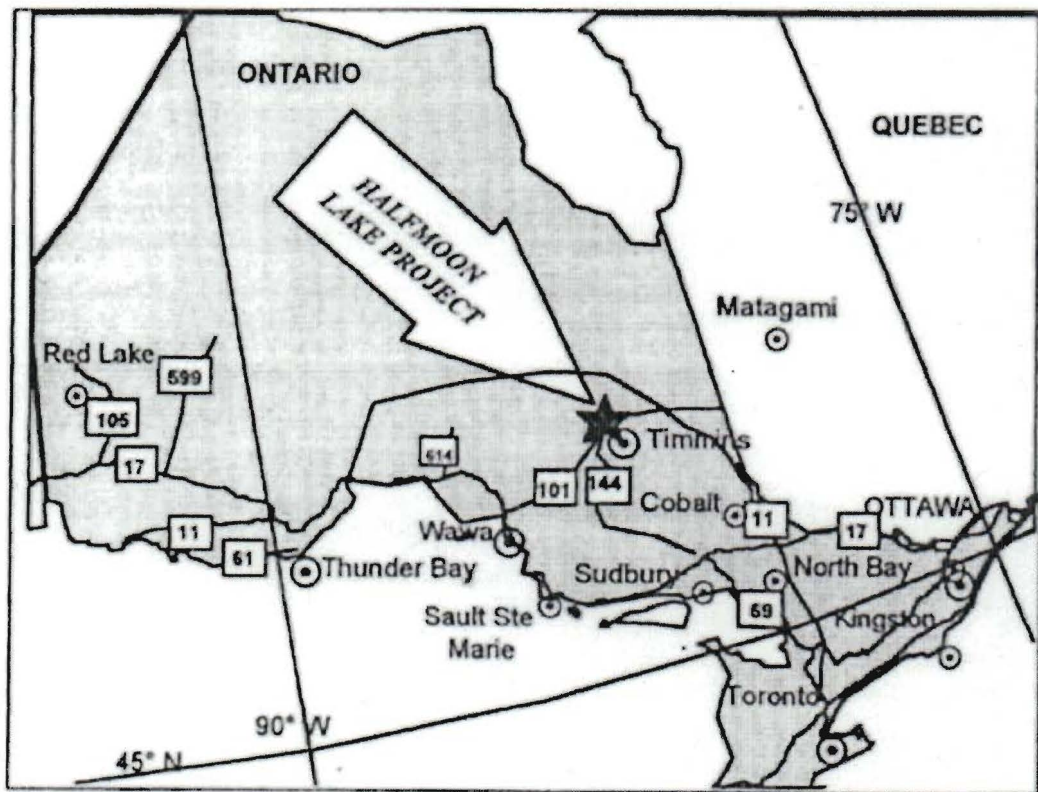 ONTARIO
QUEBEC
HALFMOON
LAKE PROJECT
75° W
Matagami
Red Lake
599
105
Timmins
17
614
101
144
Cobalt
11
OTTAWA
17
11
61
Wawa
Thunder Bay
Sudbury
North Bay
69
Kingston
Sault Ste
Marie
Toronto
90° W
45° N